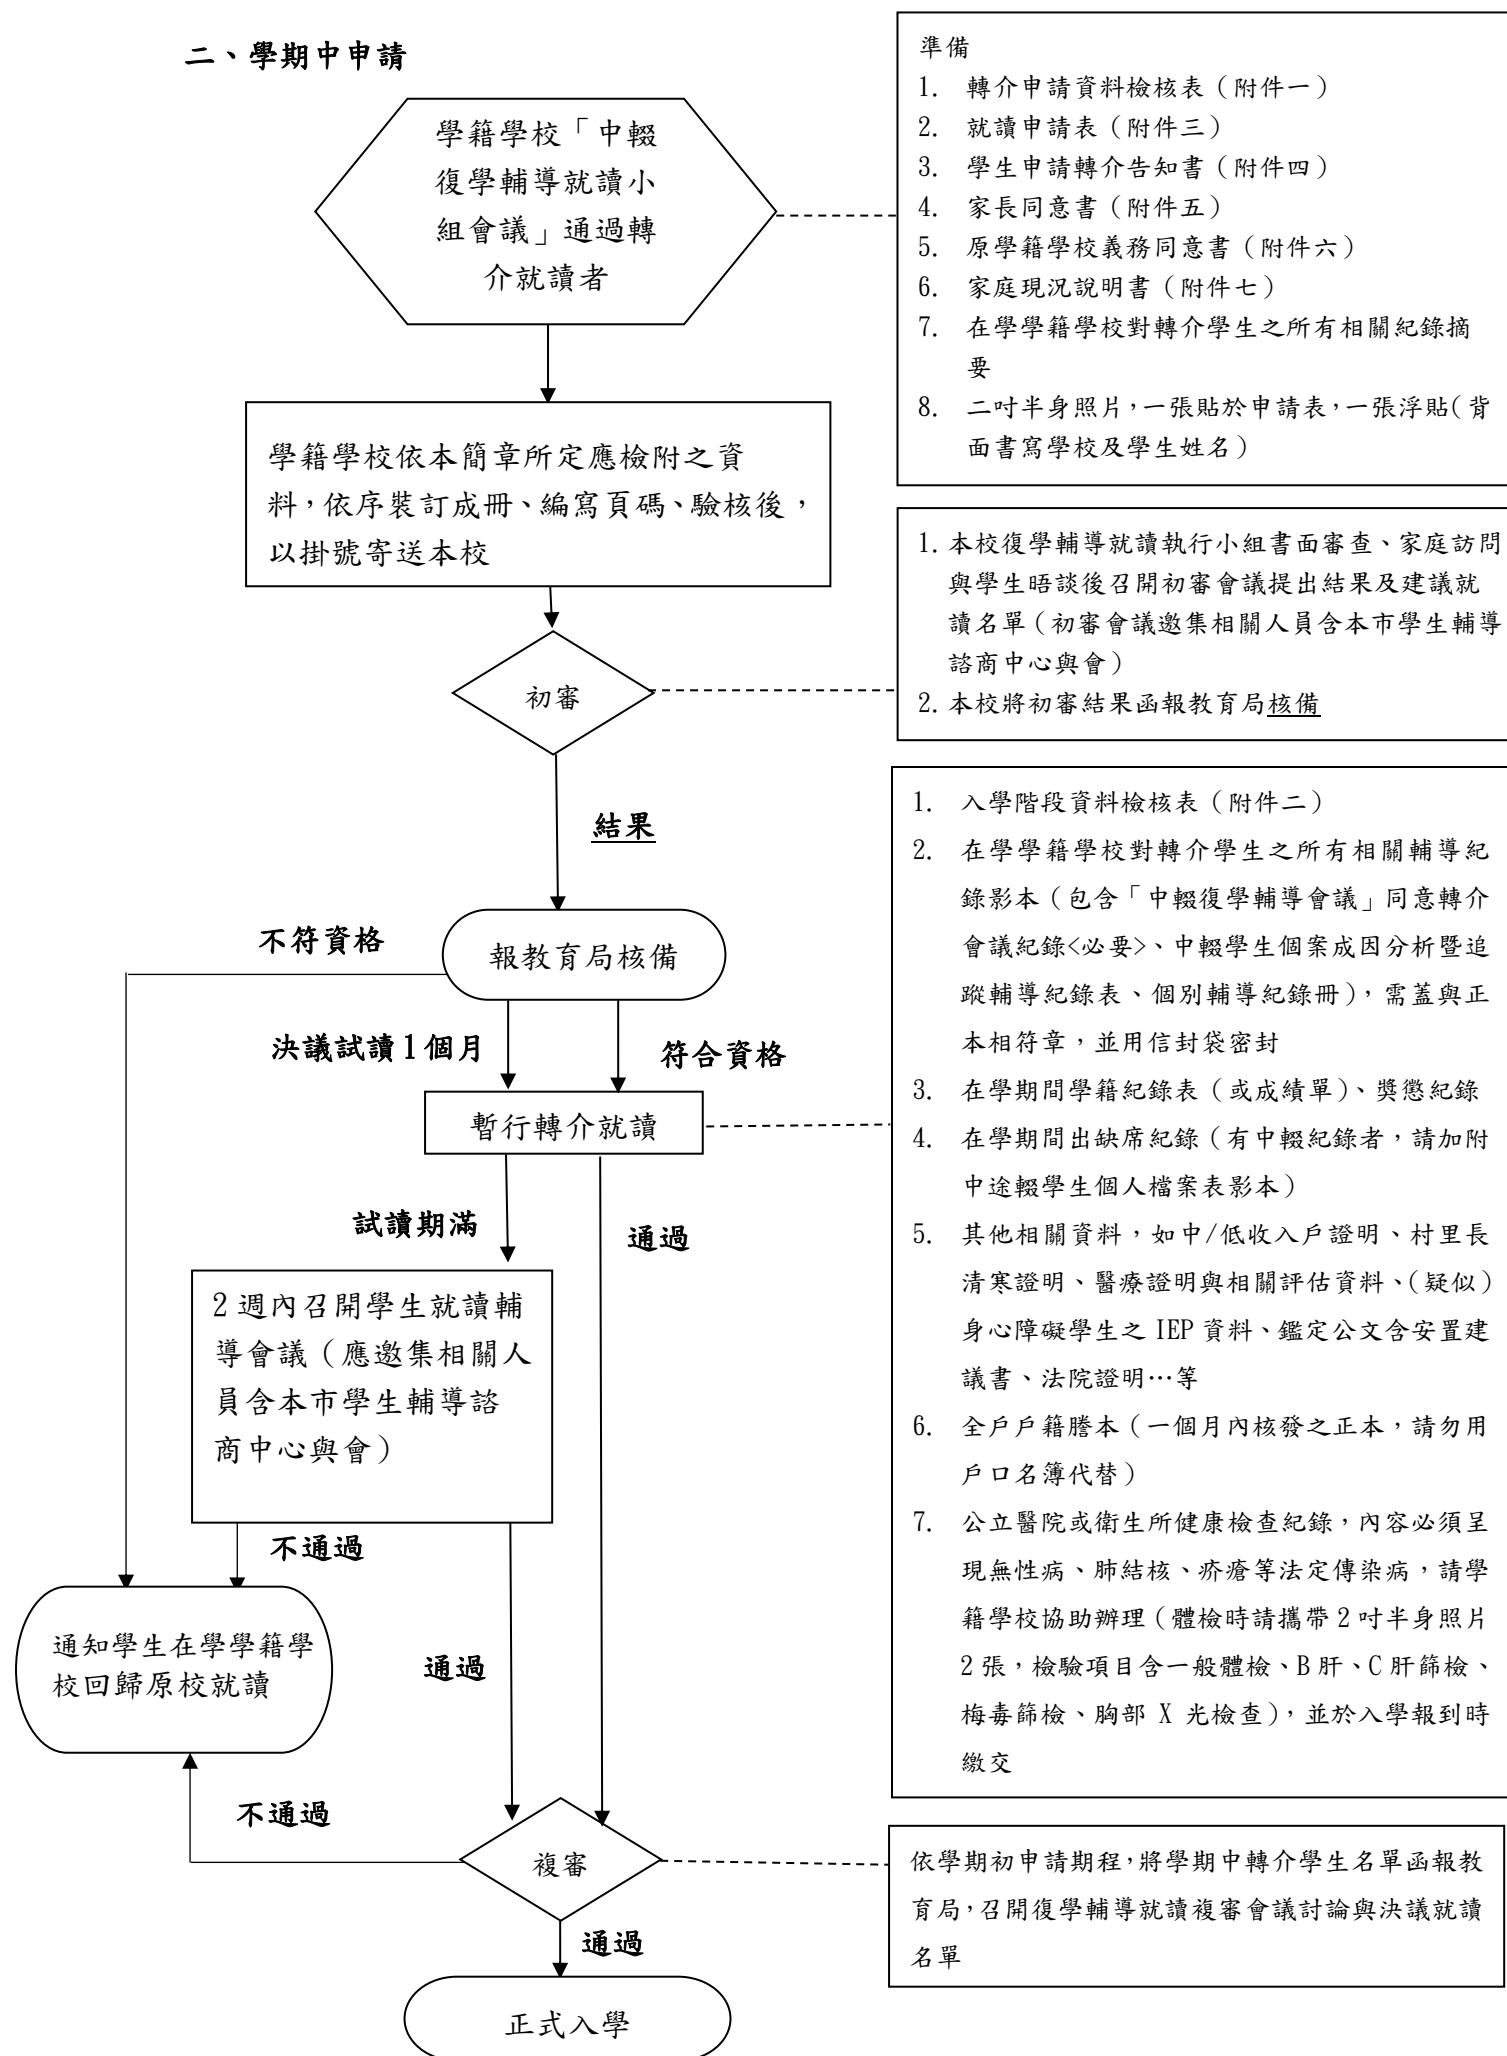 二、學期中申請
學籍學校「中輟
復學輔導就讀小
組會議」通過轉
介就讀者
準備
1. 轉介申請資料檢核表（附件一）
2. 就讀申請表（附件三）
3. 學生申請轉介告知書（附件四）
4. 家長同意書（附件五）
5. 原學籍學校義務同意書（附件六）
6. 家庭現況說明書（附件七）
7. 在學學籍學校對轉介學生之所有相關紀錄摘
要
8. 二吋半身照片，一張貼於申請表，一張浮貼(背
面書寫學校及學生姓名）
學籍學校依本簡章所定應檢附之資
料，依序裝訂成冊、編寫頁碼、驗核後，
以掛號寄送本校
1. 本校復學輔導就讀執行小組書面審查、家庭訪問
與學生晤談後召開初審會議提出結果及建議就
讀名單（初審會議邀集相關人員含本市學生輔導
諮商中心與會）
2. 本校將初審結果函報教育局核備
初審
結果
報教育局核備
不符資格
決議試讀1個月
符合資格
暫行轉介就讀
1. 入學階段資料檢核表（附件二）
2. 在學學籍學校對轉介學生之所有相關輔導紀
錄影本（包含「中輟復學輔導會議」同意轉介
會議紀錄<必要>、中輟學生個案成因分析暨追
蹤輔導紀錄表、個別輔導紀錄冊)，需蓋與正
本相符章，並用信封袋密封
3. 在學期間學籍紀錄表（或成績單)、獎懲紀錄
4. 在學期間出缺席紀錄（有中輟紀錄者，請加附
中途輟學生個人檔案表影本）
5. 其他相關資料，如中/低收入戶證明、村里長
清寒證明、醫療證明與相關評估資料、(疑似）
身心障礙學生之 IEP 資料、鑑定公文含安置建
議書、法院證明…等
6. 全戶戶籍謄本（一個月內核發之正本，請勿用
戶口名簿代替）
7. 公立醫院或衛生所健康檢查紀錄，內容必須呈
現無性病、肺結核、疥瘡等法定傳染病，請學
籍學校協助辦理（體檢時請攜帶 2 吋半身照片
2 張，檢驗項目含一般體檢、B 肝、C 肝篩檢、
梅毒篩檢、胸部 X 光檢查)，並於入學報到時
繳交
試讀期滿
通過
2 週內召開學生就讀輔
導會議（應邀集相關人
員含本市學生輔導諮
商中心與會）
不通過
通過
通知學生在學學籍學
校回歸原校就讀
不通過
複審
依學期初申請期程，將學期中轉介學生名單函報教
育局，召開復學輔導就讀複審會議討論與決議就讀
名單
通過
正式入學